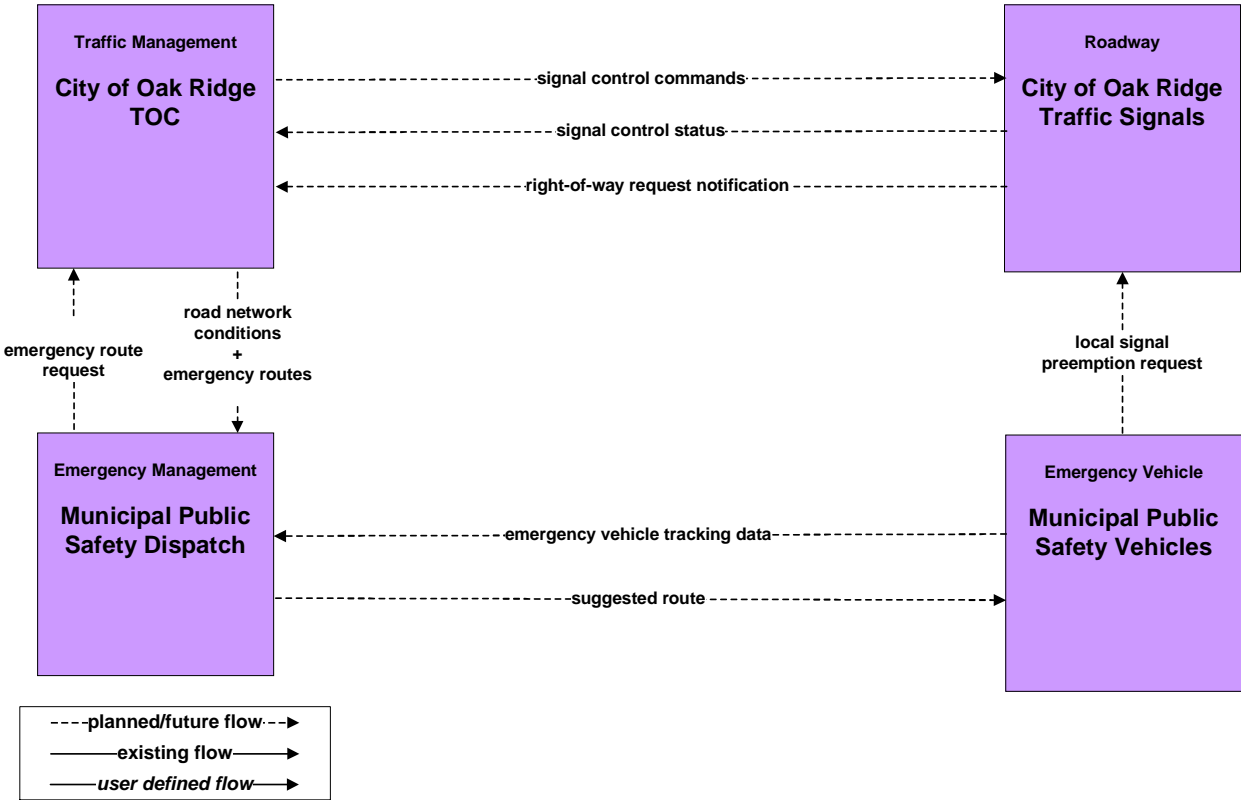 Traffic Management
City of Oak Ridge
TOC
Roadway
City of Oak Ridge
Traffic Signals
signal control commands
signal control status
right-of-way request notification
emergency route
request
road network
conditions
+
emergency routes
local signal
preemption request
Emergency Management
Municipal Public
Safety Dispatch
Emergency Vehicle
Municipal Public
Safety Vehicles
emergency vehicle tracking data
suggested route
planned/future flow
existing flow
user defined flow